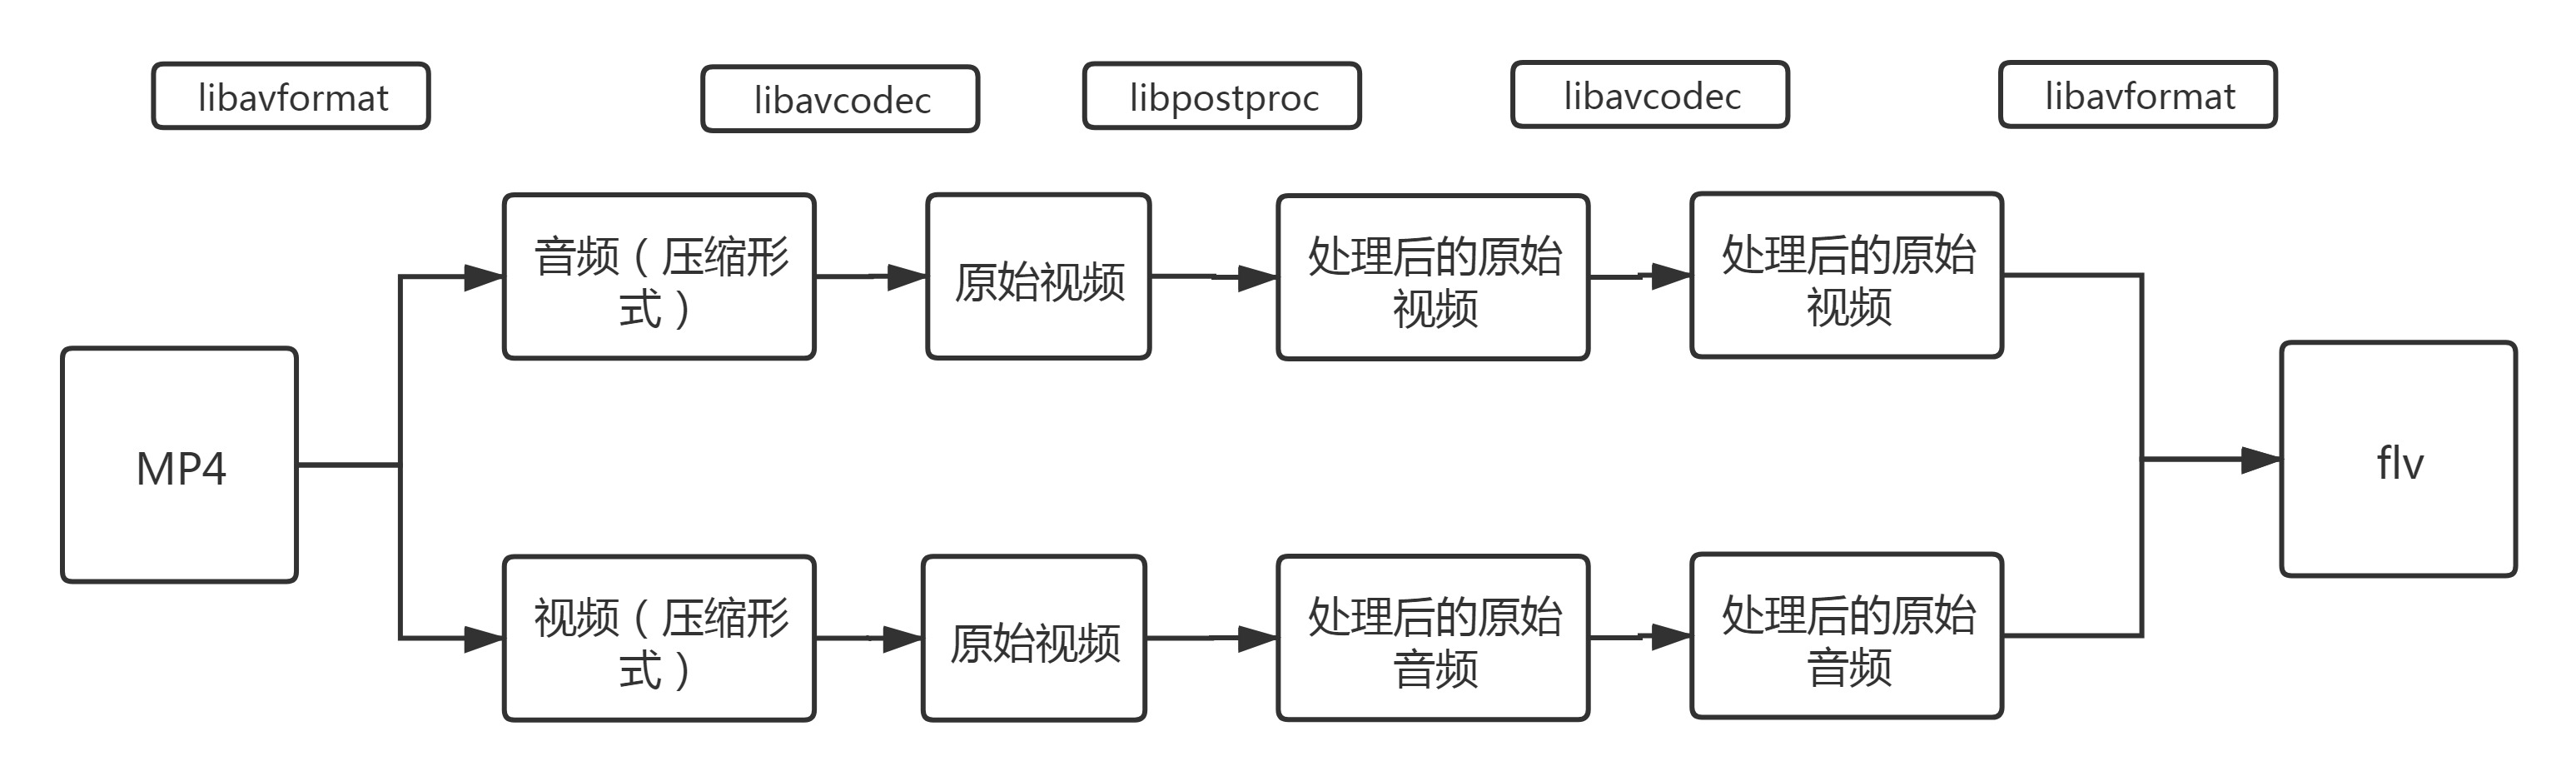 libavformat
libavcodec
libpostproc
libavcodec
libavformat
音频（压缩形
式）
原始视频
处理后的原始
视频
处理后的原始
视频
MP4
flv
视频（压缩形
式）
原始视频
处理后的原始
音频
处理后的原始
音频